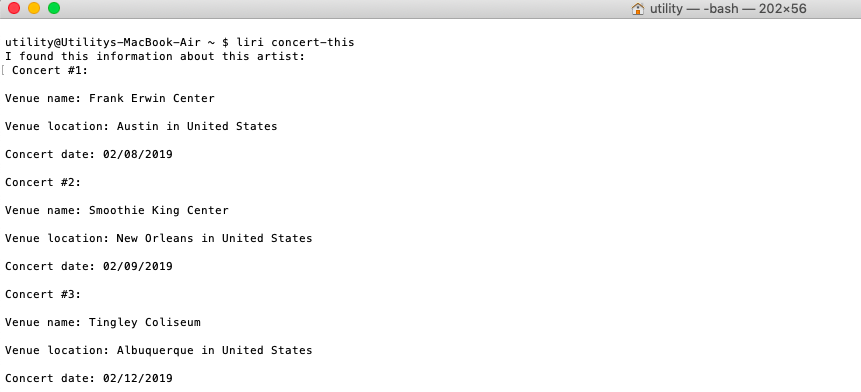 utility — -bash — 202×56
utility@Utilitys-MacBook-Air ~ $ liri concert-this
I found this information about this artist:
[ Concert #1:
Venue name: Frank Erwin Center
Venue location: Austin in United States
Concert date: 02/08/2019
Concert #2:
Venue name: Smoothie King Center
Venue location: New Orleans in United States
Concert date: 02/09/2019
Concert #3:
Venue name: Tingley Coliseum
Venue location: Albuquerque in United States
Concert date: 02/12/2019